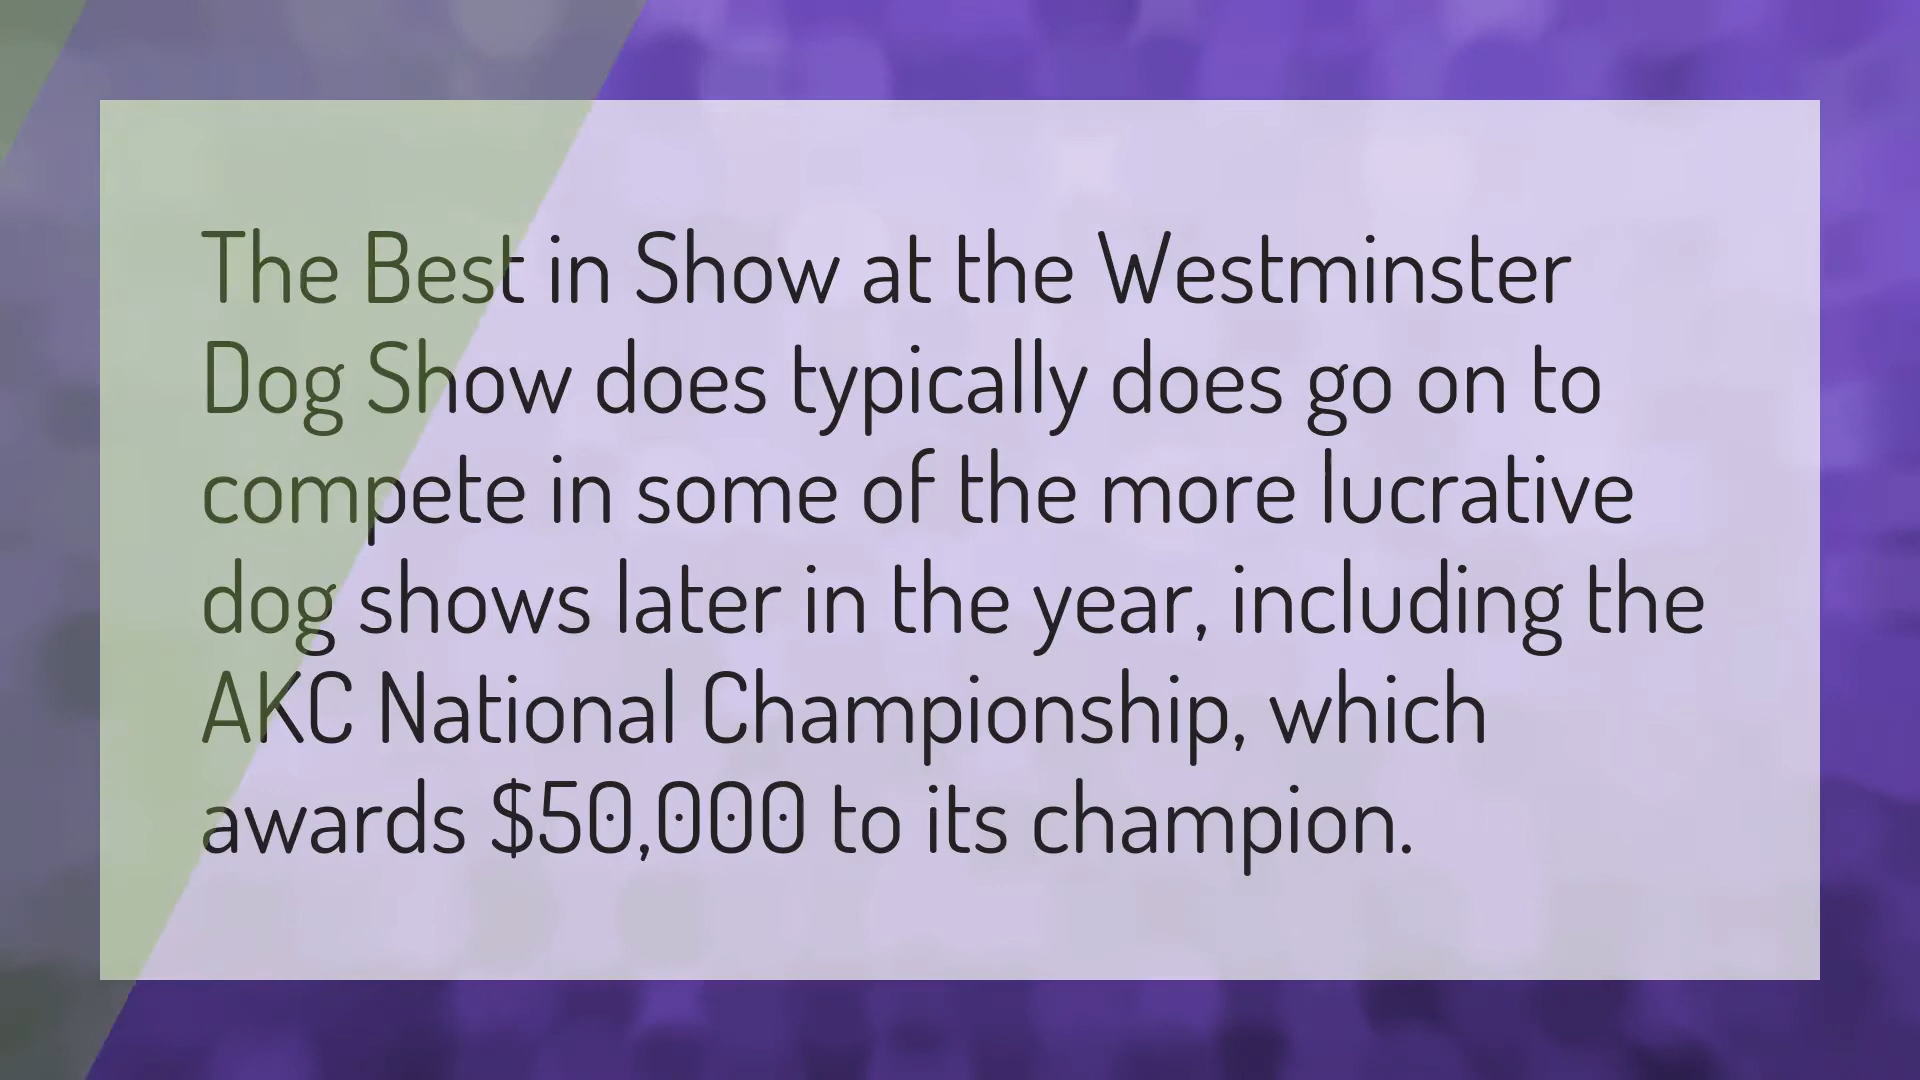 The Best in Show at the Westminster
Dog Show does typically does go on to
compete in some of the more lucrative
dog shows later in the year, including the
AKC National Championship, which
awards $50,000 to its champion.